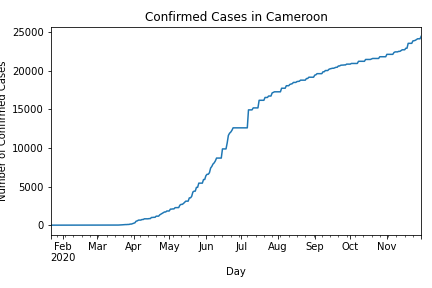 Confirmed Cases in Cameroon
25000
20000
15000
10000
5000
0
Number of Confirmed Cases
Feb Mar Apr May Jun Jul Aug Sep Oct Nov
2020
Day